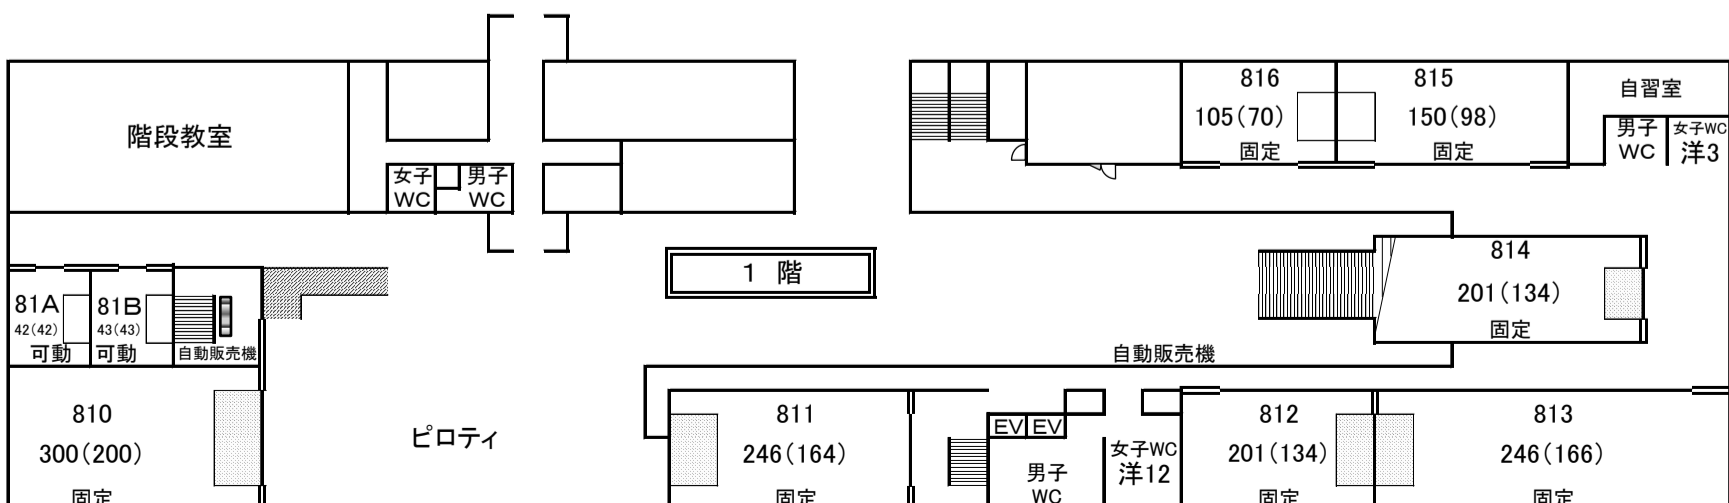 階段教室
女子
WC
男子
WC
816
105(70)
固定
815
150(98)
固定
自習室
男子
WC
女子WC
洋3
1 階
814
201(134)
固定
81A
42(42)
可動
81B
43(43)
可動
自動販売機
自動販売機
810
300(200)
固定
ピロティ
811
246(164)
固定
EV
EV
男子
WC
女子WC
洋12
812
201(134)
固定
813
246(166)
固定